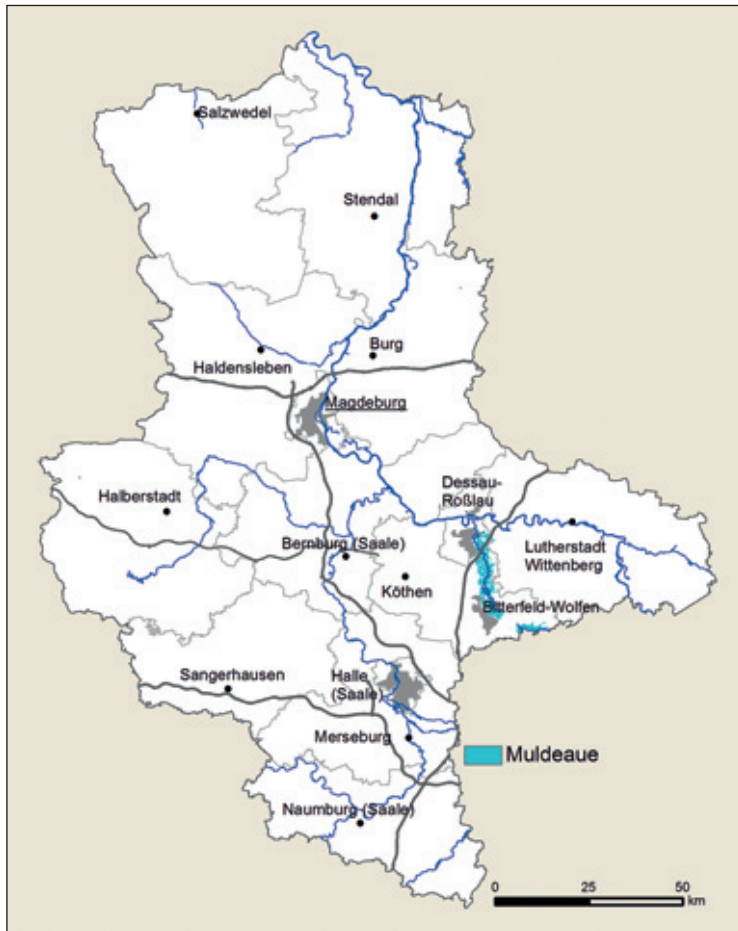 Salzwedel
Stendal
Burg
Haldensleben
Magdeburg
Dessau-
Roßlau
Halberstadt
Lutherstadt
Wittenberg
Bernburg (Saale)
Köthen
Bitterfeld-Wolfen
Sangerhausen
Halle
(Saale)
Merseburg
Muldeaue
Naumburg (Saale)
0 25 50
km